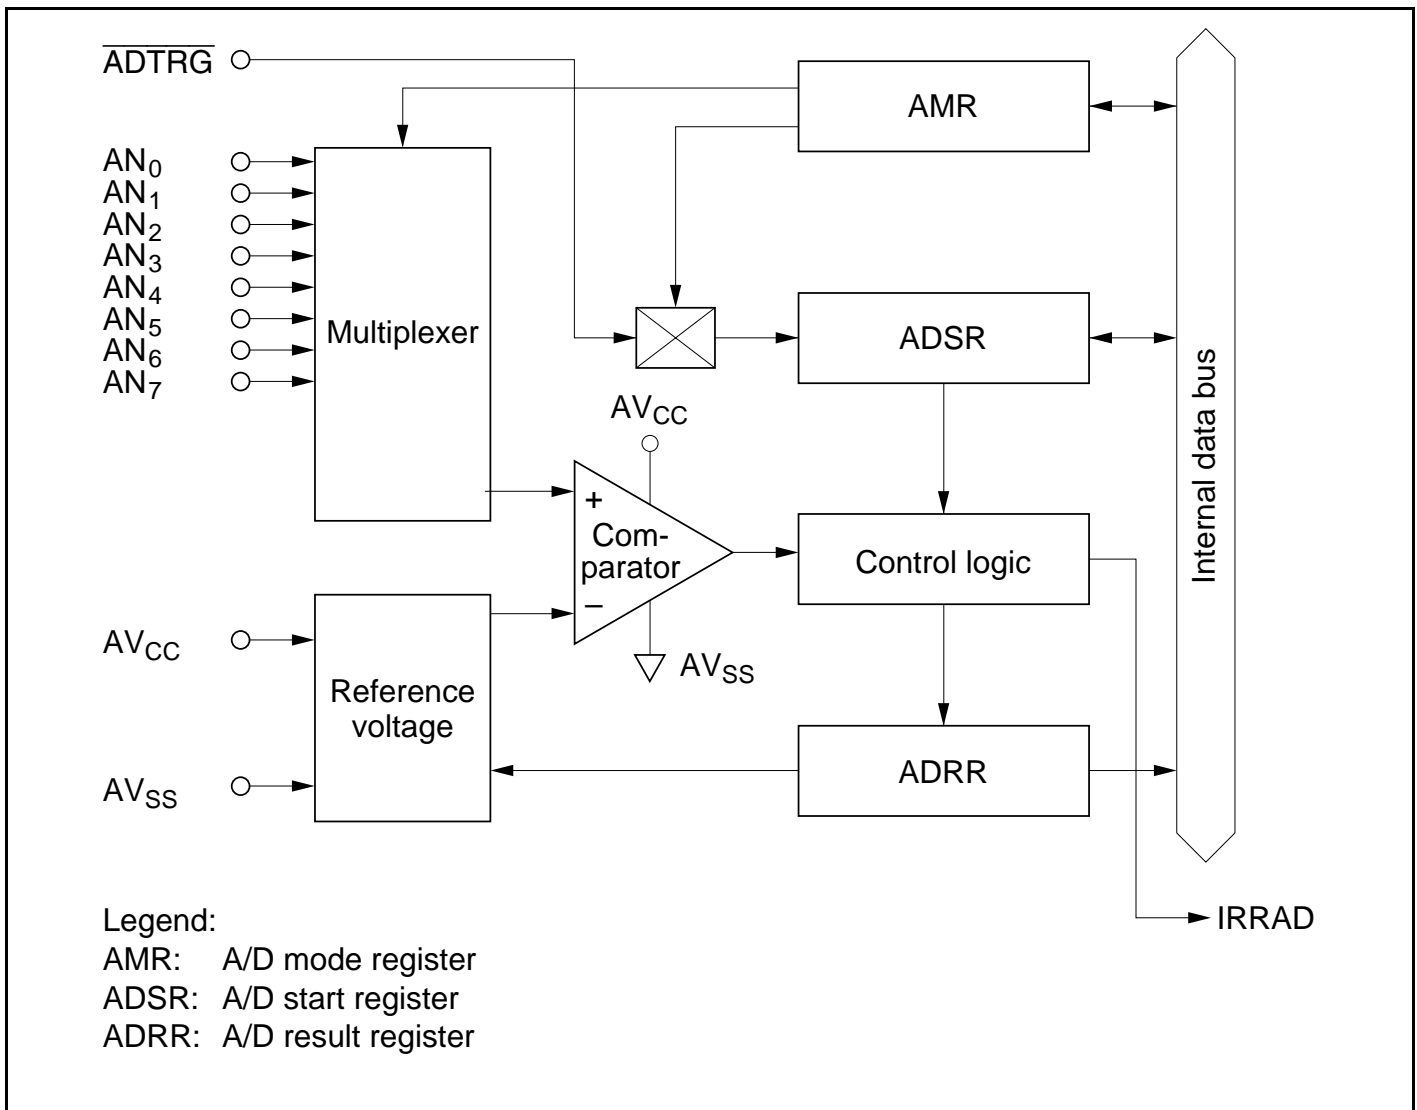 ADTRG
AMR
AN0
AN1
AN2
AN3
AN4
AN5
AN6
AN7
Multiplexer
ADSR
AVCC
Internal data bus
+
Com-
parator
−
Control logic
AVCC
AVSS
Reference
voltage
AVSS
ADRR
IRRAD
Legend:
AMR: A/D mode register
ADSR: A/D start register
ADRR: A/D result register